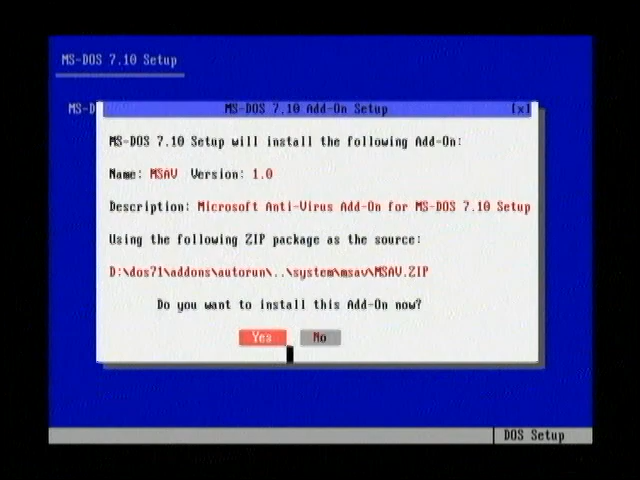 MS-DOS 7.10 Setup
MS-D
MS-DOS 7.10 Add-On Setup [x]
MS-DOS 7.10 Setup will install the following Add-On:
Name: MSAV Version: 1.0
Description: Microsoft Anti-Virus Add-On for MS-DOS 7.10 Setup
Using the following ZIP package as the source:
D:\dos71\addons\autorun\..\system\msav\MSAV.ZIP
Do you want to install this Add-On now?
Yes No
DOS Setup